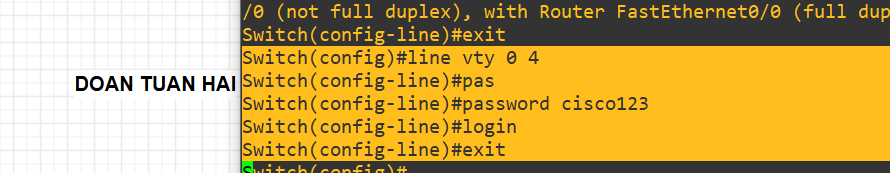 /0 (not full duplex), with Router FastEthernet0/0 (full dup
Switch(config-line)#exit
Switch(config)#line vty 0 4
DOAN TUAN HAI
Switch(config-line)#pas
Switch(config-line)#password cisco123
Switch(config-line)#login
Switch(config-line)#exit
Switch(config)#